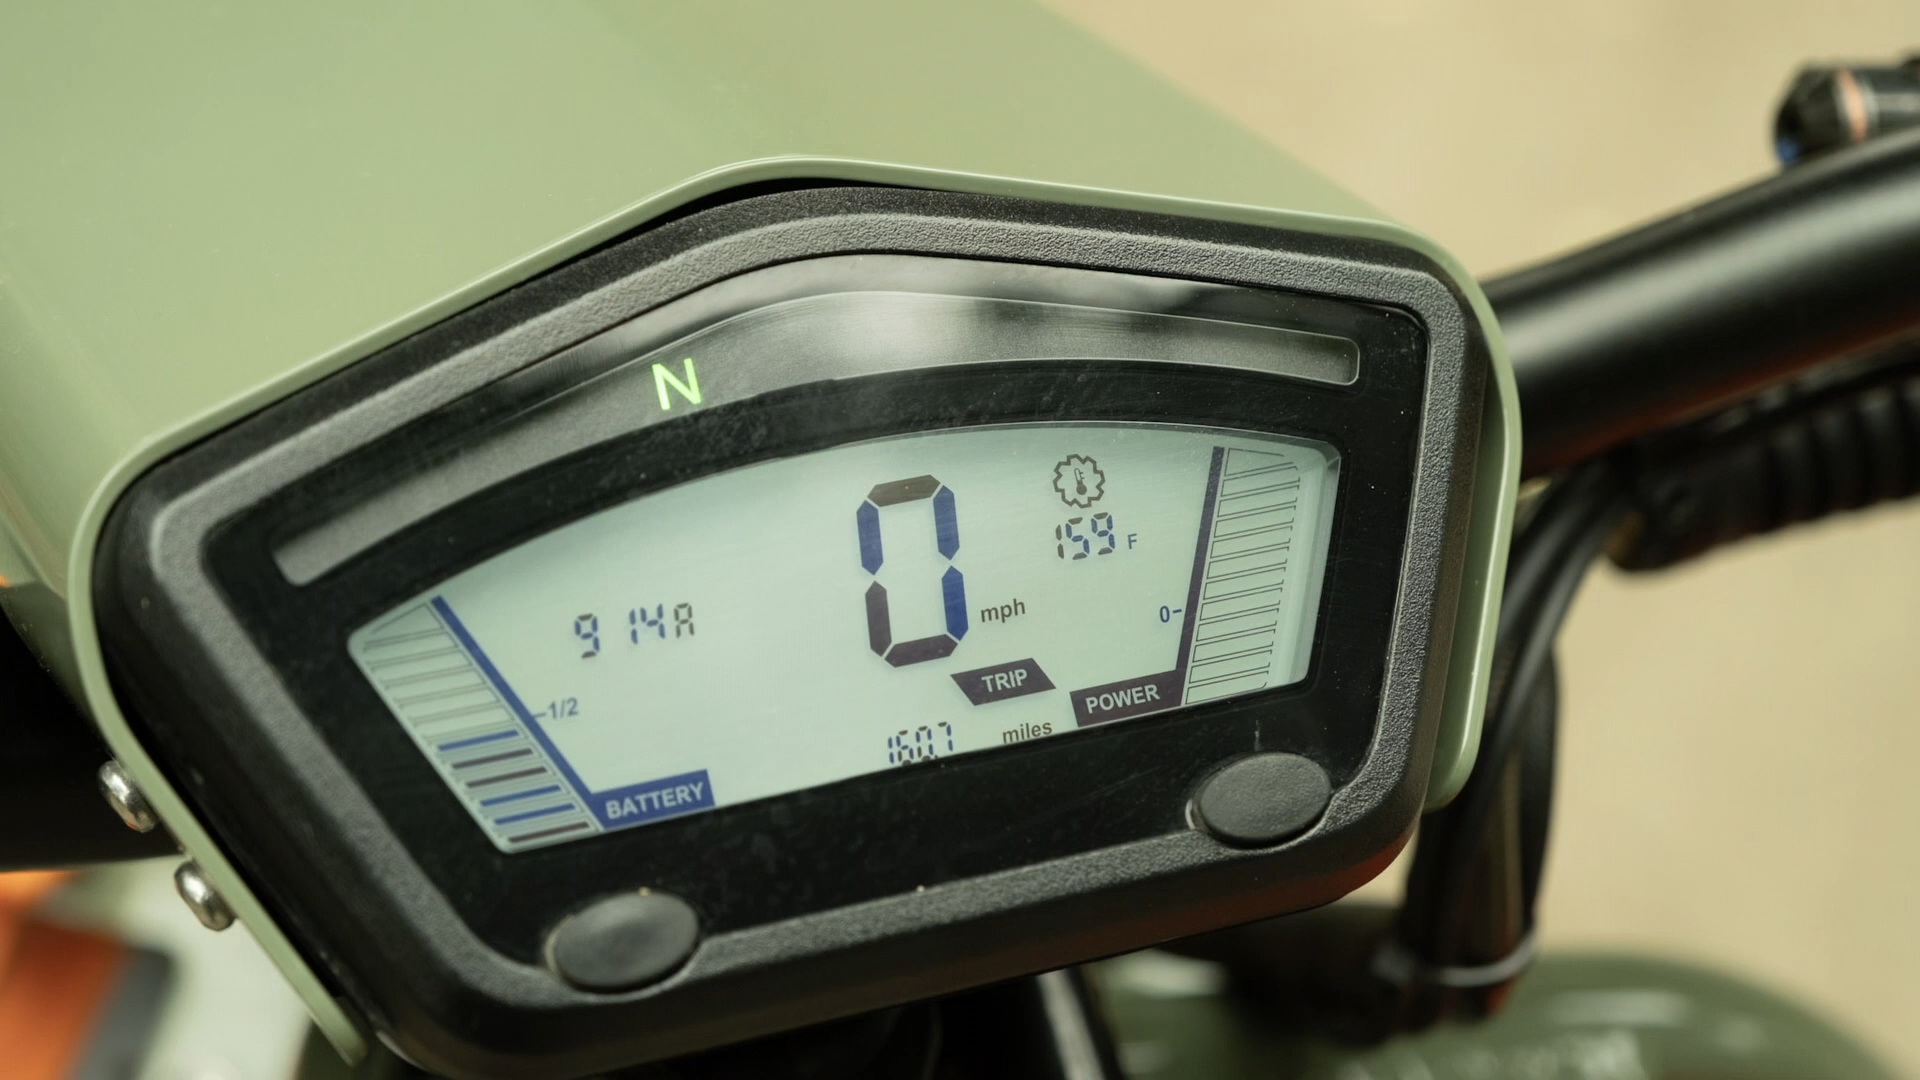 N
159 F
0 mph
9 14A
0-
TRIP
POWER
-1/2
160.7 miles
BATTERY